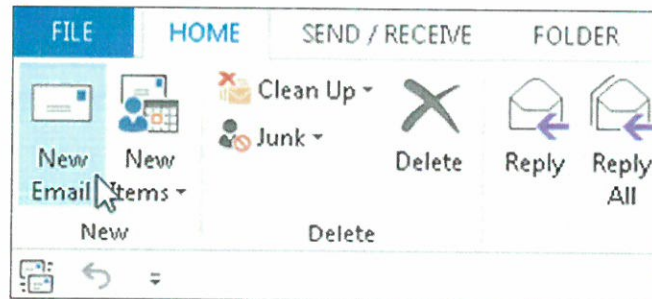 FILE HOME SEND / RECEIVE FOLDER
New Email
New Items
Clean Up
Junk
Delete
Reply
Reply All
New
Delete